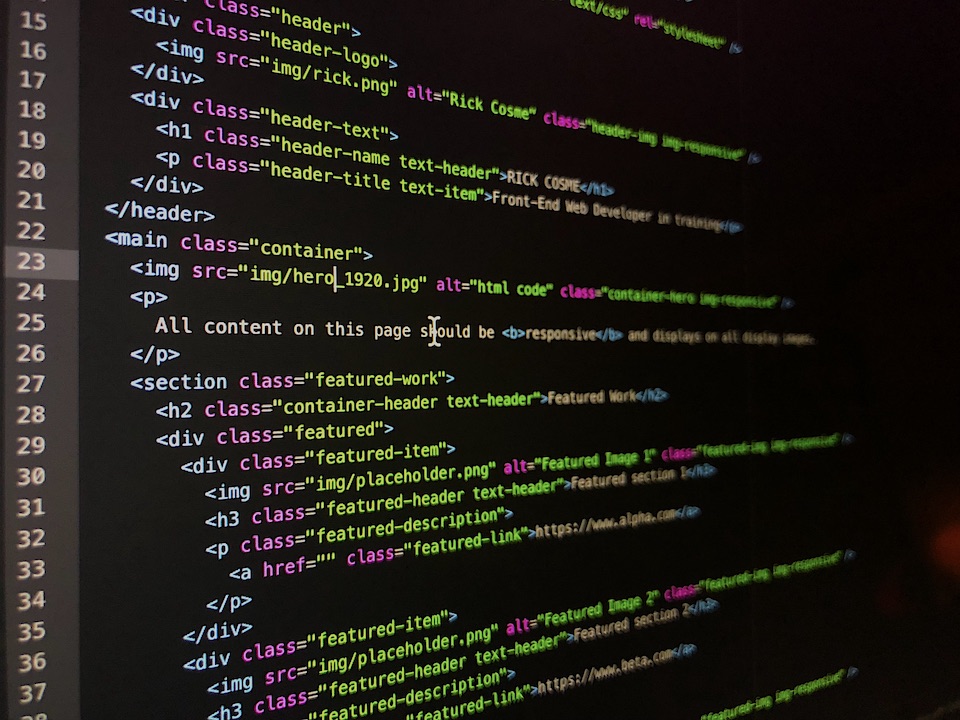 class="header"> text/css" rel="stylesheet" />
<div class="header-logo">
15 <img src="img/rick.png" alt="Rick Cosme" class="header-img img-responsive" />
16 </div>
17 <div class="header-text">
18 <h1 class="header-name text-header">RICK COSME</h1>
19 <p class="header-title text-item">Front-End Web Developer in training</p>
20 </div>
21 </header>
22 <main class="container">
23 <img src="img/hero_1920.jpg" alt="html code" class="container-hero img-responsive" />
24 <p>
25 All content on this page should be <b>responsive</b> and displays on all display
26 </p>
27 <section class="featured-work">
28 <h2 class="container-header text-header">Featured Work</h2>
29 <div class="featured">
30 <div class="featured-item">
31 <img src="img/placeholder.png" alt="Featured Image 1" class="featured-img img-responsive" />
32 <h3 class="featured-header text-header">Featured section 1</h3>
33 <p class="featured-description">
34 <a href="" class="featured-link">https://www.alpha.com</a>
35 </p>
36 </div>
37 <div class="featured-item">
<img src="img/placeholder.png" alt="Featured Image 2" class="featured-img img-responsive" />
<h3 class="featured-header text-header">Featured section 2</h3>
"featured-description">
"featured-link">https://www.beta.com</a>
"featured-img img-responsive" />